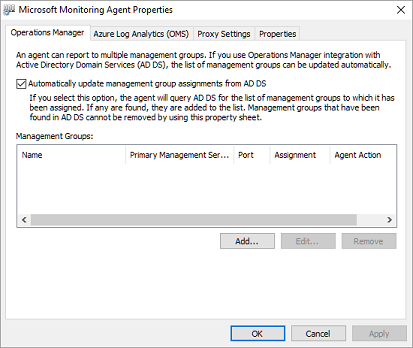 Microsoft Monitoring Agent Properties
Operations Manager Azure Log Analytics (OMS) Proxy Settings Properties
An agent can report to multiple management groups. If you use Operations Manager integration with
Active Directory Domain Services (AD DS), the list of management groups can be updated automatically.
Automatically update management group assignments from AD DS
If you select this option, the agent will query AD DS for the list of management groups to which it has
been assigned. If any are found, they are added to the list. Management groups that have been
found in AD DS cannot be removed by using this property sheet.
Management Groups:
Name Primary Management Ser... Port Assignment Agent Action
Add... Edit... Remove
OK Cancel Apply